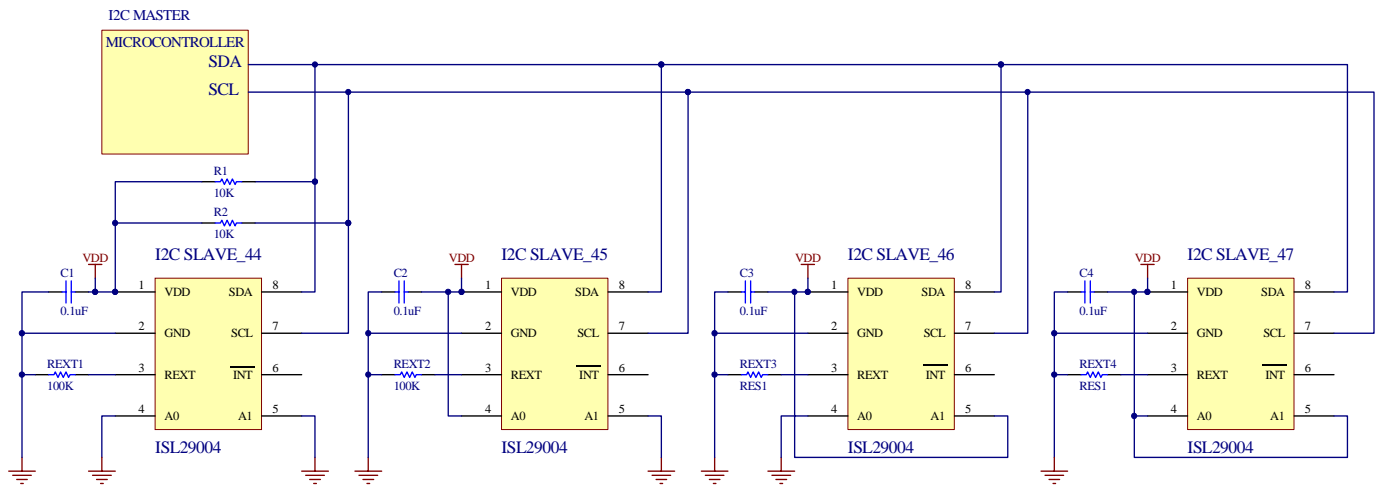 I2C MASTER
MICROCONTROLLER
SDA
SCL
R1
10K
R2
10K
I2C SLAVE_44
C1
VDD
0.1uF
1 VDD SDA 8
2 GND SCL 7
REXT1
100K
3 REXT INT 6
4 A0 A1 5
ISL29004
I2C SLAVE_45
C2
VDD
0.1uF
1 VDD SDA 8
2 GND SCL 7
REXT2
100K
3 REXT INT 6
4 A0 A1 5
ISL29004
I2C SLAVE_46
C3
VDD
0.1uF
1 VDD SDA 8
2 GND SCL 7
REXT3
RES1
3 REXT INT 6
4 A0 A1 5
ISL29004
I2C SLAVE_47
C4
VDD
0.1uF
1 VDD SDA 8
2 GND SCL 7
REXT4
RES1
3 REXT INT 6
4 A0 A1 5
ISL29004